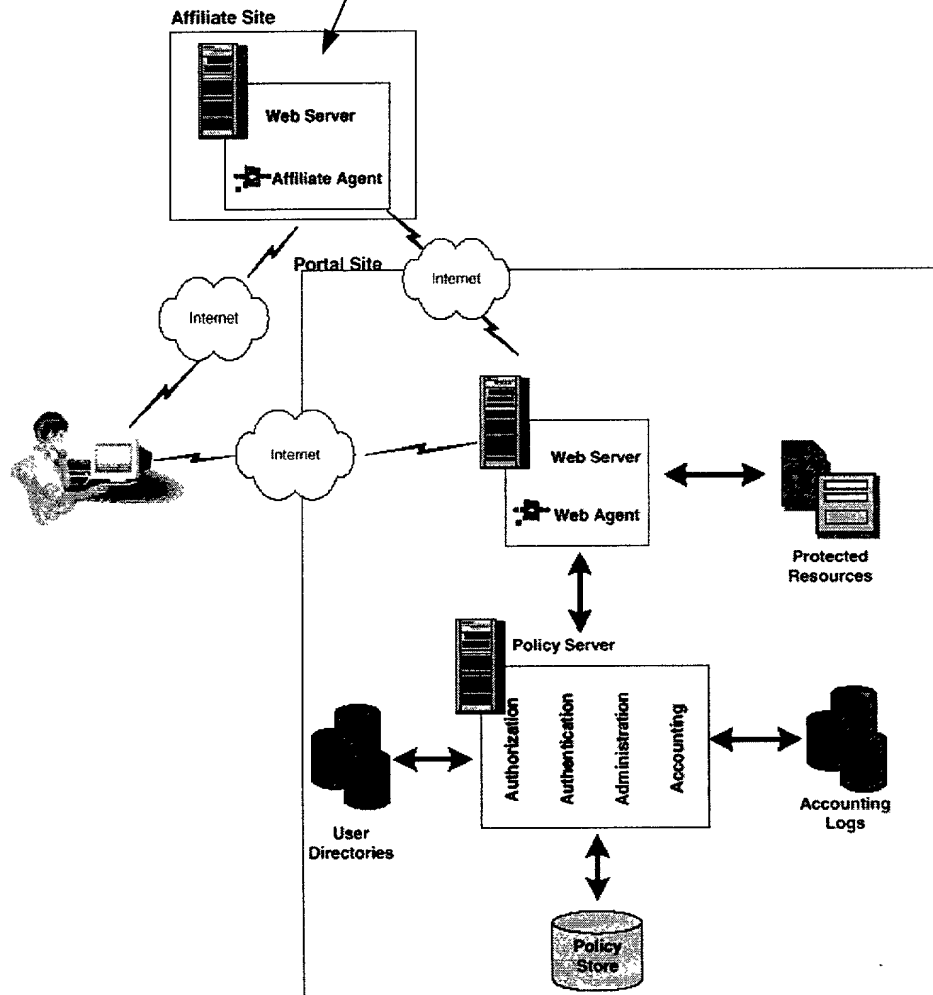 Affiliate Site
Web Server
Affiliate Agent
Portal Site
Internet
Internet
Internet
Web Server
Web Agent
Protected
Resources
Policy Server
Authorization
Authentication
Administration
Accounting
User
Directories
Accounting
Logs
Policy
Store